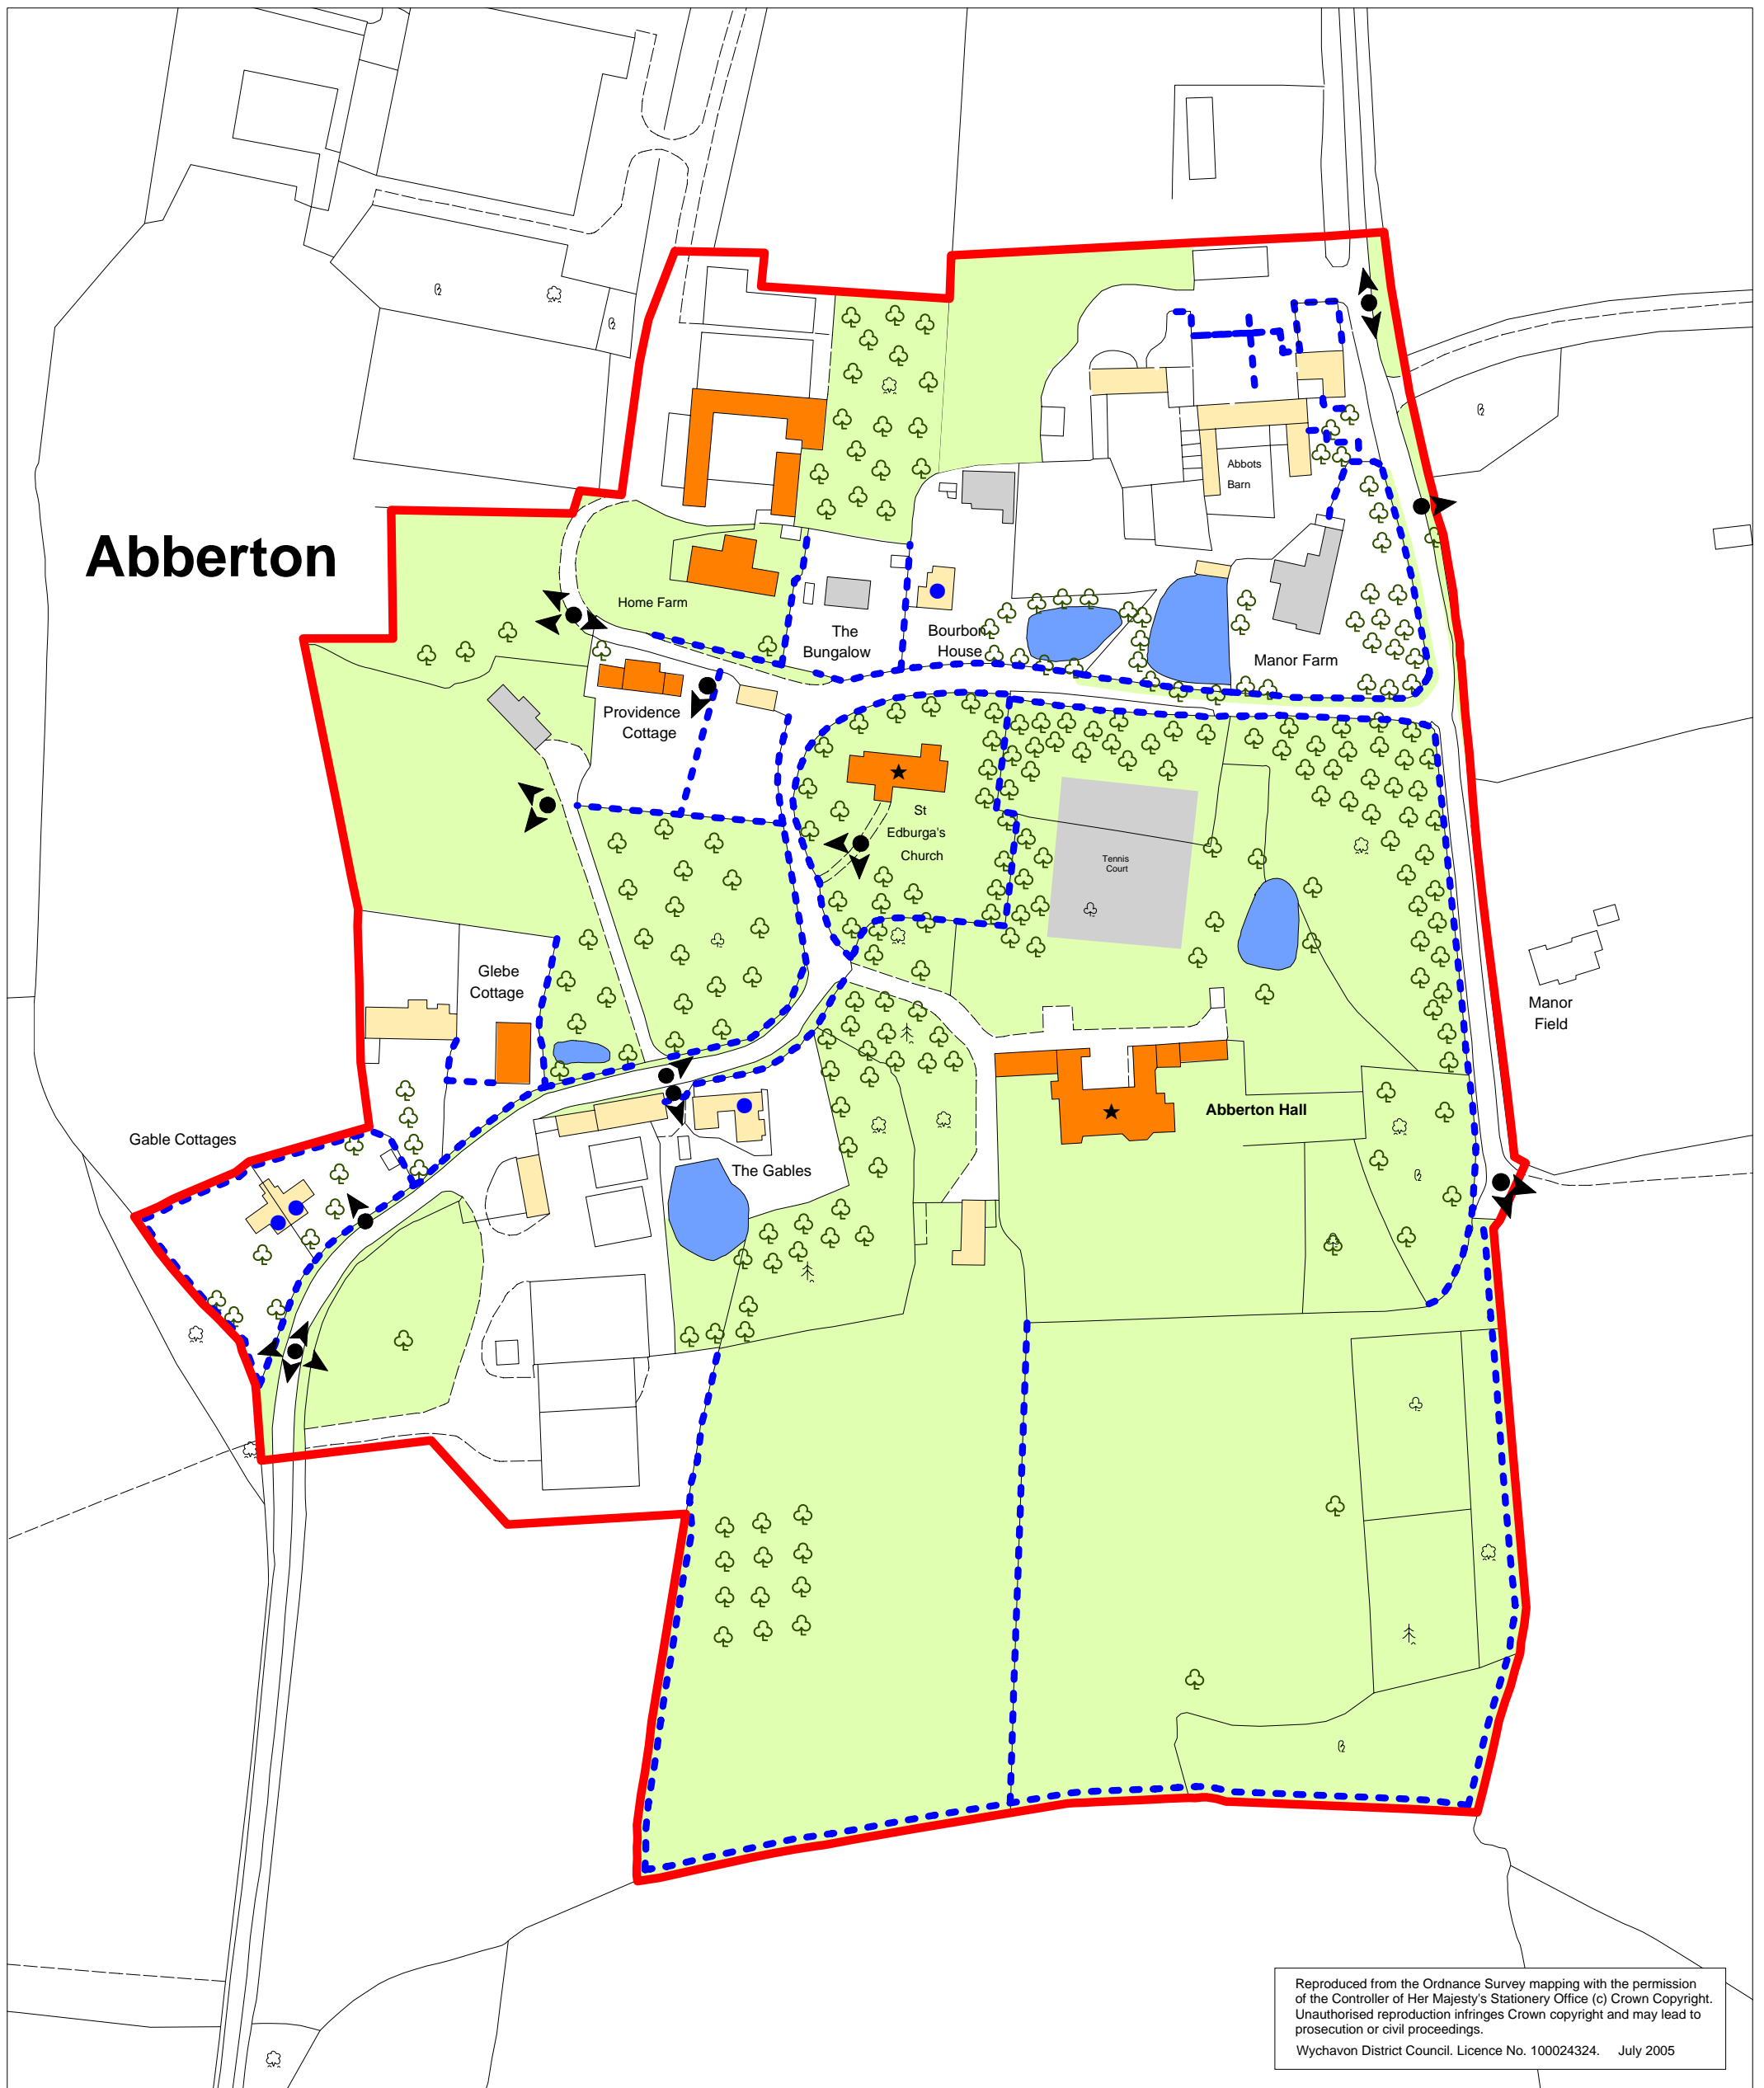 Abberton
Abbots
Barn
Home Farm
The
Bungalow
Bourbon
House
Manor Farm
Providence
Cottage
St
Edburga's
Church
Tennis
Court
Glebe
Cottage
Manor
Field
Abberton Hall
Gable Cottages
The Gables
Reproduced from the Ordnance Survey mapping with the permission
of the Controller of Her Majesty's Stationery Office (c) Crown Copyright.
Unauthorised reproduction infringes Crown copyright and may lead to
prosecution or civil proceedings.
Wychavon District Council. Licence No. 100024324. July 2005